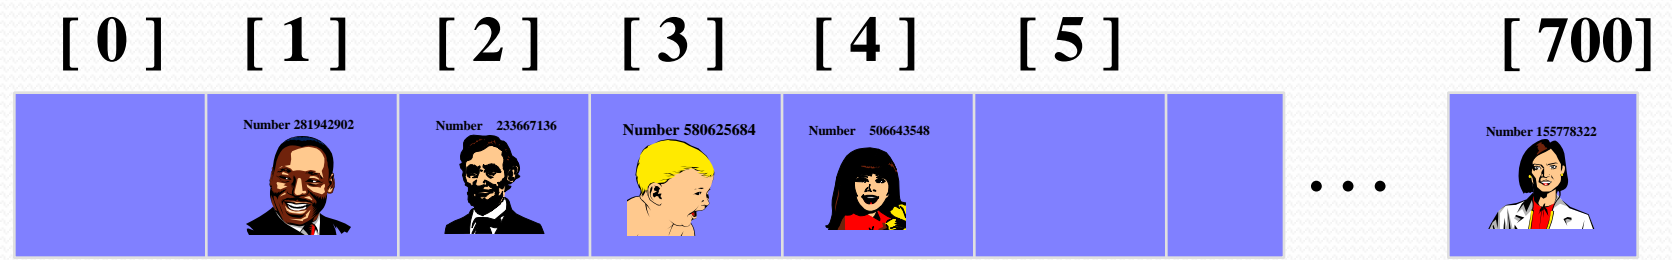 [ 0 ] [ 1 ] [ 2 ] [ 3 ] [ 4 ] [ 5 ] [ 700]
Number 281942902 Number 233667136 Number 580625684 Number 506643548 Number 155778322
...